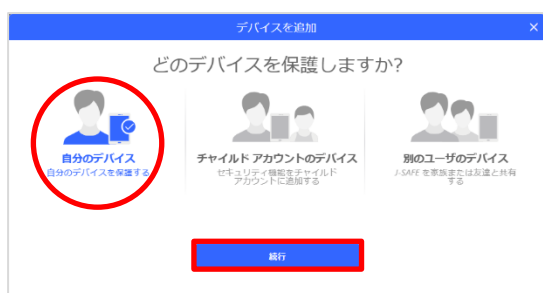 デバイスを追加
どのデバイスを保護しますか?
自分のデバイス
自分のデバイスを保護する
チャイルド アカウントのデバイス
セキュリティ機能をチャイルド
アカウントに追加する
別のユーザのデバイス
J-SAFE を家族または友達と共有
する
続行